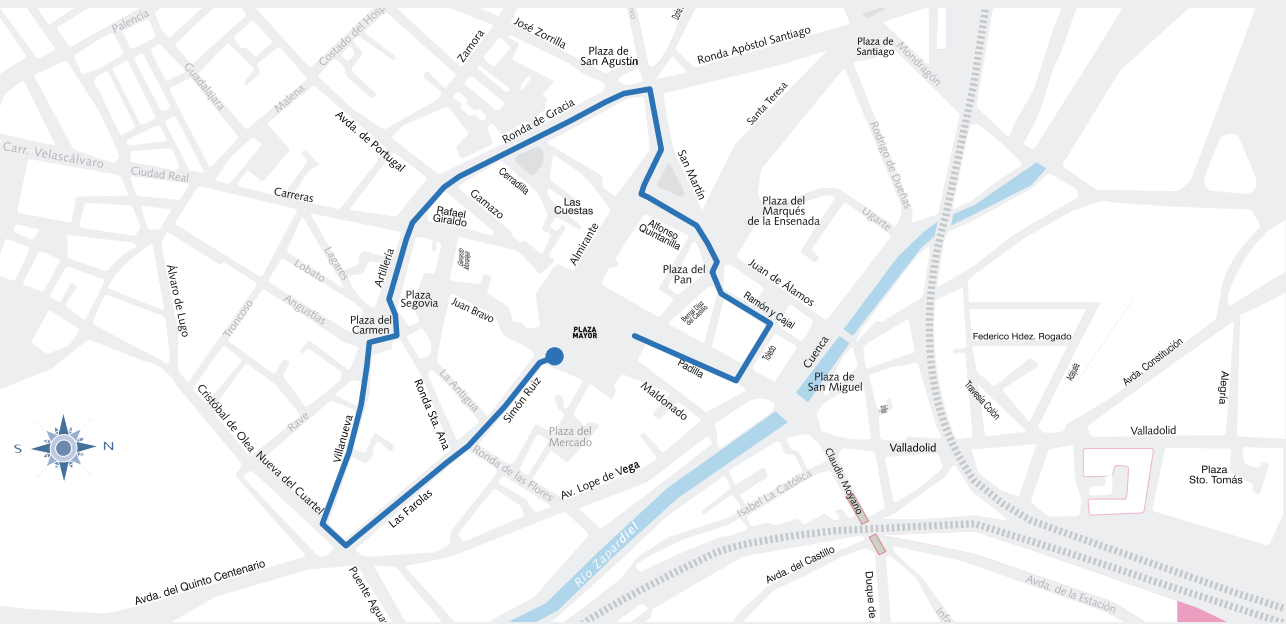 Palencia
Costado del Hosp
Zamora
José Zorrilla
Plaza de
San Agustín
Ronda Apóstol Santiago
Plaza de
Santiago
Mondragón
Guadalajara
Malena
Avda. de Portugal
Ronda de Gracia
Santa Teresa
Rodrigo de Dueñas
Carr. Velascálvaro
Ciudad Real
Carreras
Cerradilla
Gamazo
Rafael
Giraldo
Las
Cuestas
San Martín
Plaza del
Marqués
de la Ensenada
Ugarte
Almirante
Alfonso
Quintanilla
Plaza del
Pan
Juan de Álamos
Artillería
Lagares
Lobato
Álvaro de Lugo
Troncoso
Angustias
Plaza
Segovia
Juan Bravo
Plaza del
Carmen
PLAZA
MAYOR
Bernal Díaz
del Castillo
Ramón y Cajal
Toledo
Padilla
Cuenca
Plaza de
San Miguel
Federico Hdez. Rogado
Travesía Colón
Avda. Constitución
Alegría
Cristóbal de Olea
Rave
Ronda Sta. Ana
La Antigua
Simón Ruiz
Maldonado
Plaza del
Mercado
Villanueva
S
N
Nueva del Cuartel
Ronda de las Flores
Av. Lope de Vega
Las Farolas
Valladolid
Valladolid
Plaza
Sto. Tomás
Claudio Moyano
Isabel La Católica
Río Zapardiel
Avda. del Castillo
Avda. del Quinto Centenario
Puente Agua
Duque de
Avda. de la Estación
Infa